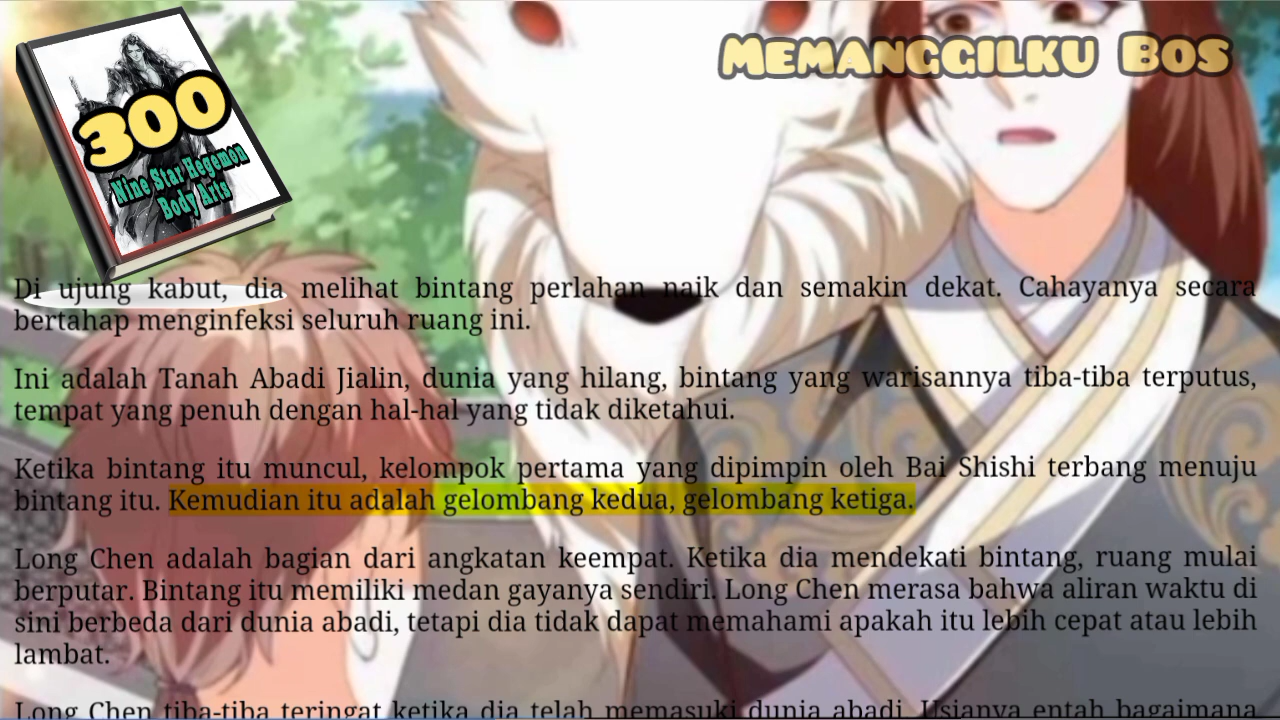 Memanggilku Bos
300
Nine Star Hegemon
Body Arts
Di ujung kabut, dia melihat bintang perlahan naik dan semakin dekat. Cahayanya secara
bertahap menginfeksi seluruh ruang ini.
Ini adalah Tanah Abadi Jialin, dunia yang hilang, bintang yang warisannya tiba-tiba terputus,
tempat yang penuh dengan hal-hal yang tidak diketahui.
Ketika bintang itu muncul, kelompok pertama yang dipimpin oleh Bai Shishi terbang menuju
bintang itu. Kemudian itu adalah gelombang kedua, gelombang ketiga.
Long Chen adalah bagian dari angkatan keempat. Ketika dia mendekati bintang, ruang mulai
berputar. Bintang itu memiliki medan gayanya sendiri. Long Chen merasa bahwa aliran waktu di
sini berbeda dari dunia abadi, tetapi dia tidak dapat memahami apakah itu lebih cepat atau lebih
lambat.
Long Chen tiba-tiba teringat ketika dia telah memasuki dunia abadi. Usianya entah bagaimana